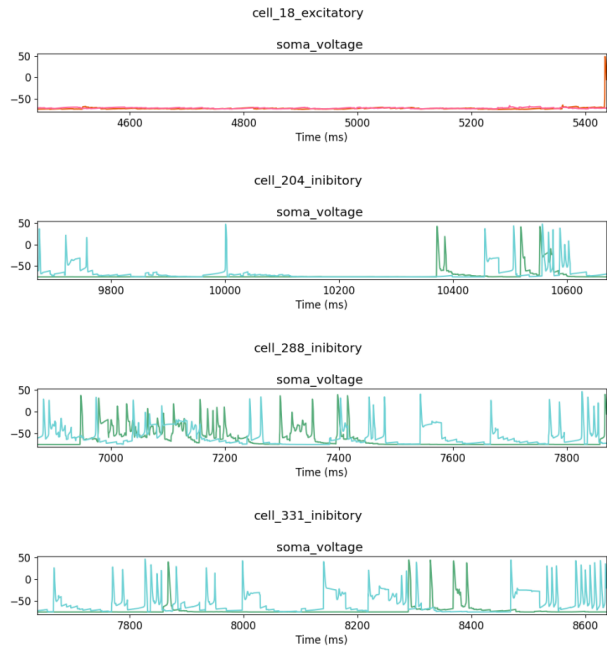 cell_18_excitatory
soma_voltage
50
0
−50
4600 4800 5000 5200 5400
Time (ms)
cell_204_inibitory
soma_voltage
50
0
−50
9800 10000 10200 10400 10600
Time (ms)
cell_288_inibitory
soma_voltage
50
0
−50
7000 7200 7400 7600 7800
Time (ms)
cell_331_inibitory
soma_voltage
50
0
−50
7800 8000 8200 8400 8600
Time (ms)